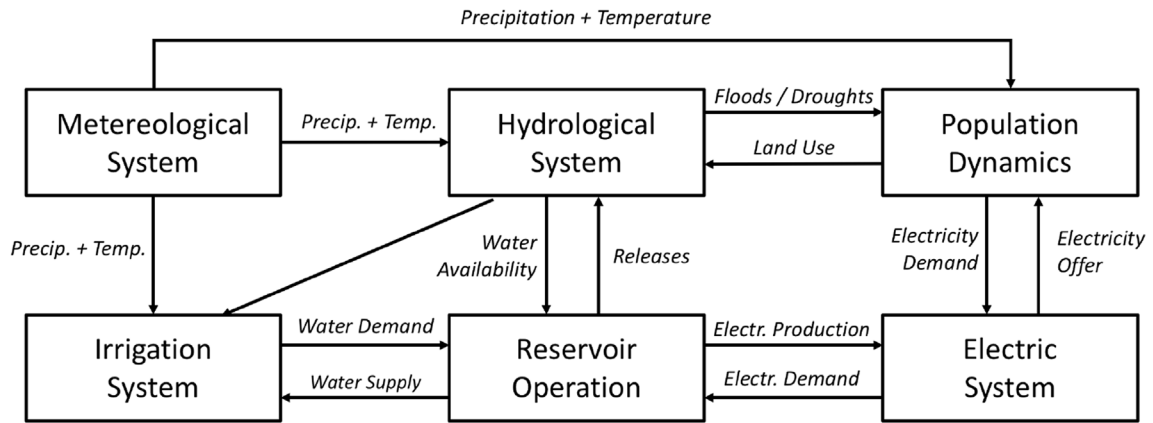 Precipitation + Temperature
Metereological
System
Precip. + Temp.
Hydrological
System
Floods / Droughts
Land Use
Population
Dynamics
Precip. + Temp.
Water
Availability
Releases
Electricity
Demand
Electricity
Offer
Irrigation
System
Water Demand
Water Supply
Reservoir
Operation
Electr. Production
Electr. Demand
Electric
System